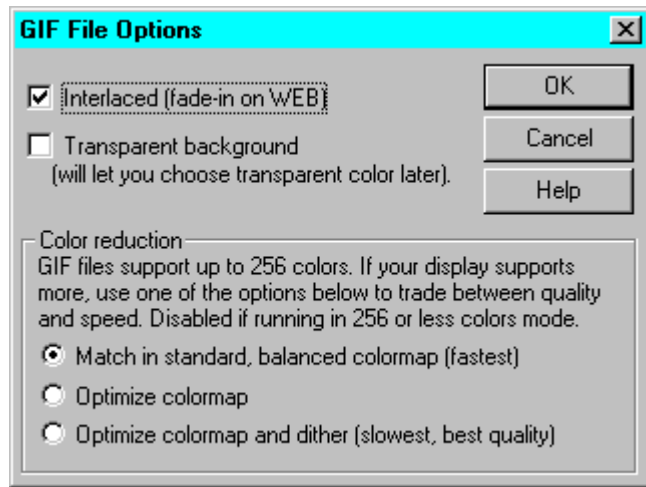 GIF File Options
Interlaced (fade-in on WEB)
OK
Transparent background
(will let you choose transparent color later).
Cancel
Help
Color reduction
GIF files support up to 256 colors. If your display supports
more, use one of the options below to trade between quality
and speed. Disabled if running in 256 or less colors mode.
Match in standard, balanced colormap (fastest)
Optimize colormap
Optimize colormap and dither (slowest, best quality)